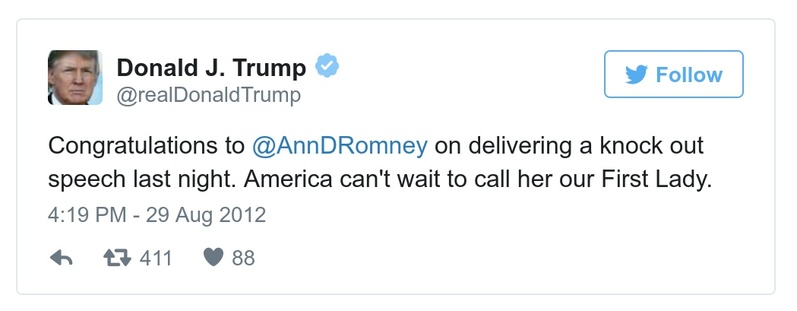 Donald J. Trump
@realDonaldTrump
Follow
Congratulations to @AnnDRomney on delivering a knock out
speech last night. America can't wait to call her our First Lady.
4:19 PM - 29 Aug 2012
411 88